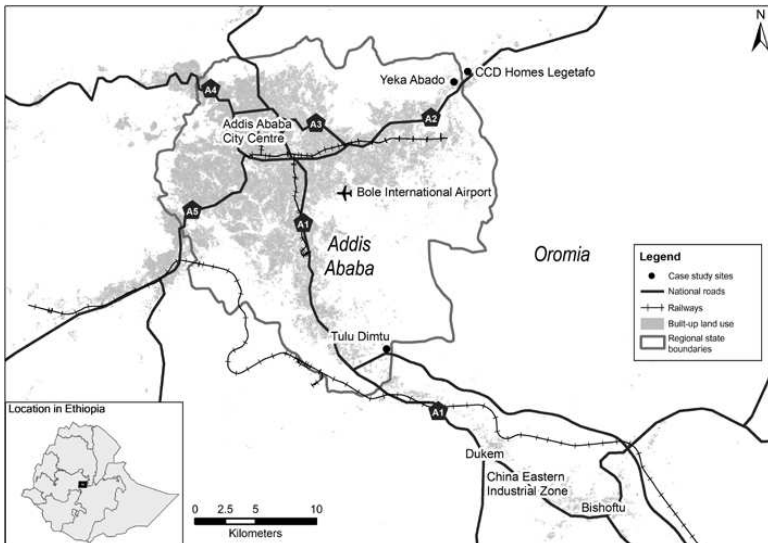 N
Yeka Abado
CCD Homes Legetafo
A4
A3
A2
Addis Ababa
City Centre
Bole International Airport
A5
A1
Addis
Ababa
Oromia
Legend
Case study sites
National roads
Railways
Built-up land use
Regional state
boundaries
Tulu Dimtu
A1
Location in Ethiopia
Dukem
China Eastern
Industrial Zone
Bishoftu
0 2.5 5 10
Kilometers